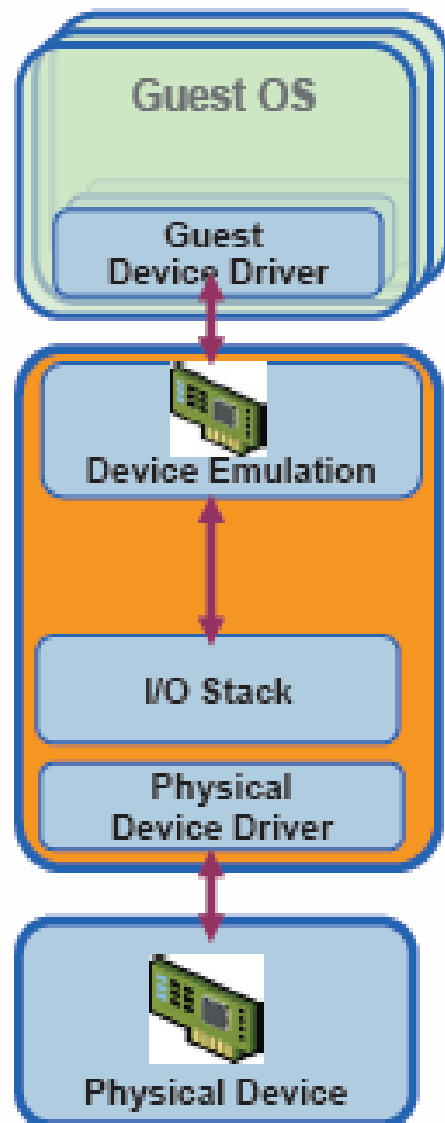 Guest OS
Guest
Device Driver
Device Emulation
I/O Stack
Physical
Device Driver
Physical Device